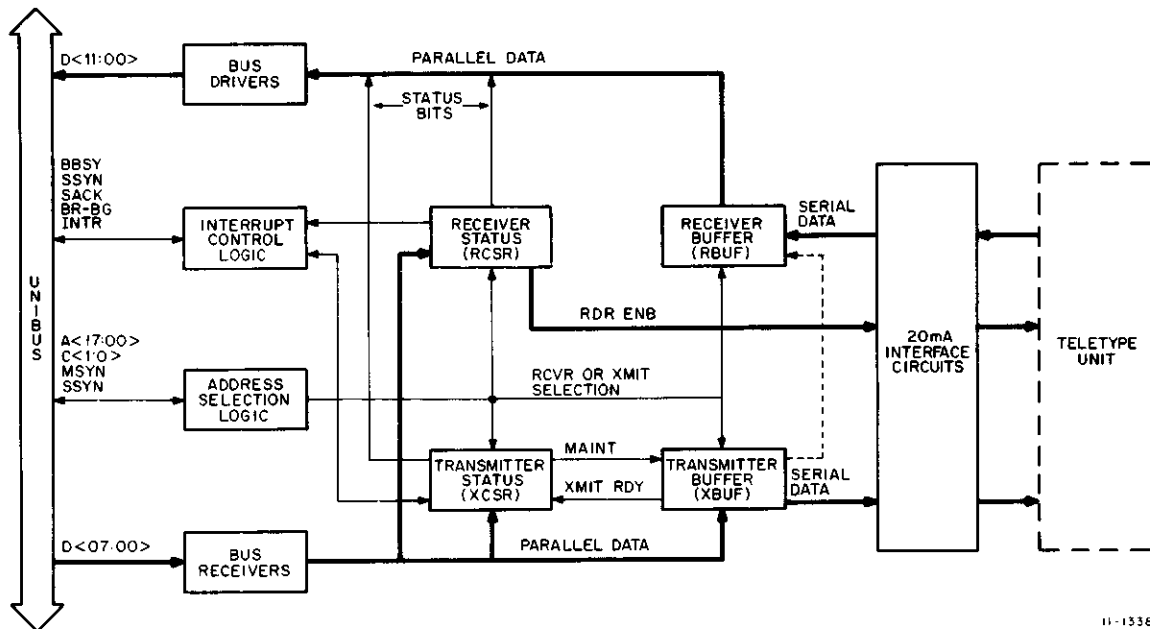 UNIBUS
D<11:00>
BUS
DRIVERS
PARALLEL DATA
STATUS
BITS
BBSY
SSYN
SACK
BR-BG
INTR
INTERRUPT
CONTROL
LOGIC
RECEIVER
STATUS
(RCSR)
RECEIVER
BUFFER
(RBUF)
SERIAL
DATA
RDR ENB
20mA
INTERFACE
CIRCUITS
TELETYPE
UNIT
A<17:00>
C<1:0>
MSYN
SSYN
ADDRESS
SELECTION
LOGIC
RCVR OR XMIT
SELECTION
TRANSMITTER
STATUS
(XCSR)
MAINT
XMIT RDY
TRANSMITTER
BUFFER
(XBUF)
SERIAL
DATA
D<07:00>
BUS
RECEIVERS
PARALLEL DATA
11-1338